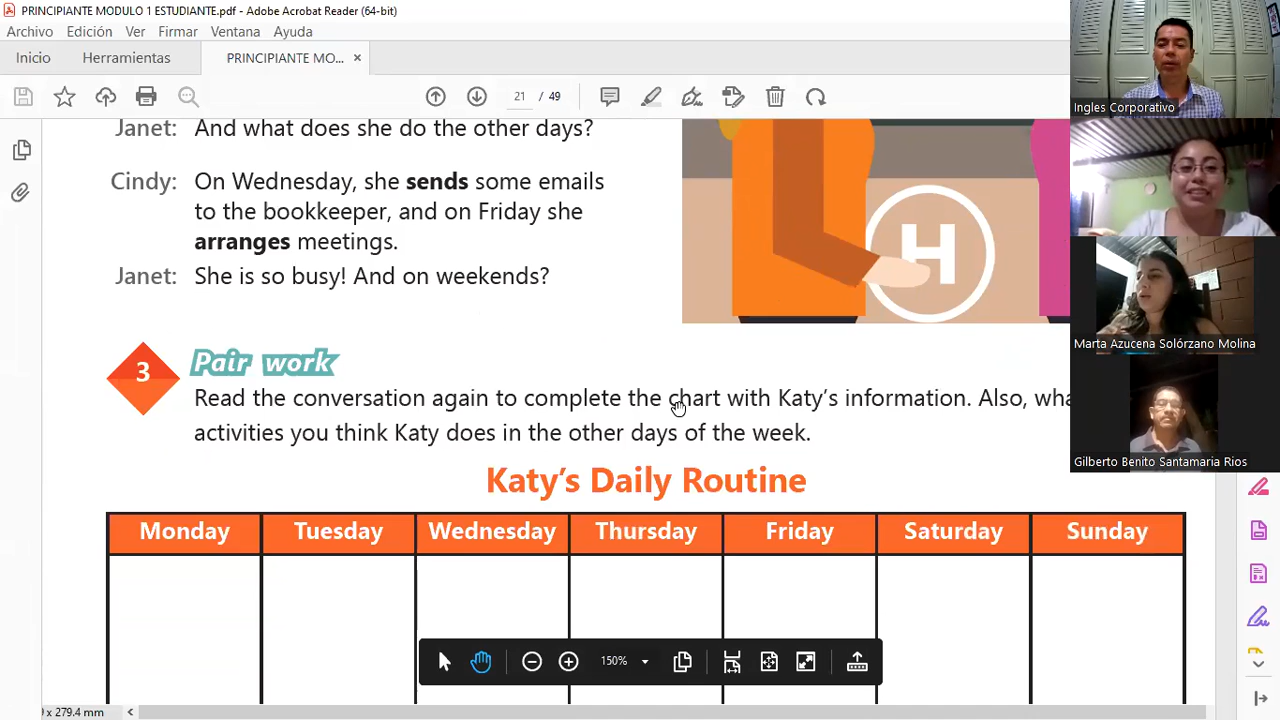 PRINCIPIANTE MODULO 1 ESTUDIANTE.pdf - Adobe Acrobat Reader (64-bit)
Archivo Edición Ver Firmar Ventana Ayuda
Inicio Herramientas PRINCIPIANTE MO... ×
21 / 49
Janet: And what does she do the other days?
Cindy: On Wednesday, she sends some emails
to the bookkeeper, and on Friday she
arranges meetings.
Janet: She is so busy! And on weekends?
H
3 Pair work
Read the conversation again to complete the chart with Katy's information. Also, wha
activities you think Katy does in the other days of the week.
Katy's Daily Routine
Monday Tuesday Wednesday Thursday Friday Saturday Sunday
150%
9 x 279.4 mm
Ingles Corporativo
Marta Azucena Solórzano Molina
Gilberto Benito Santamaria Rios